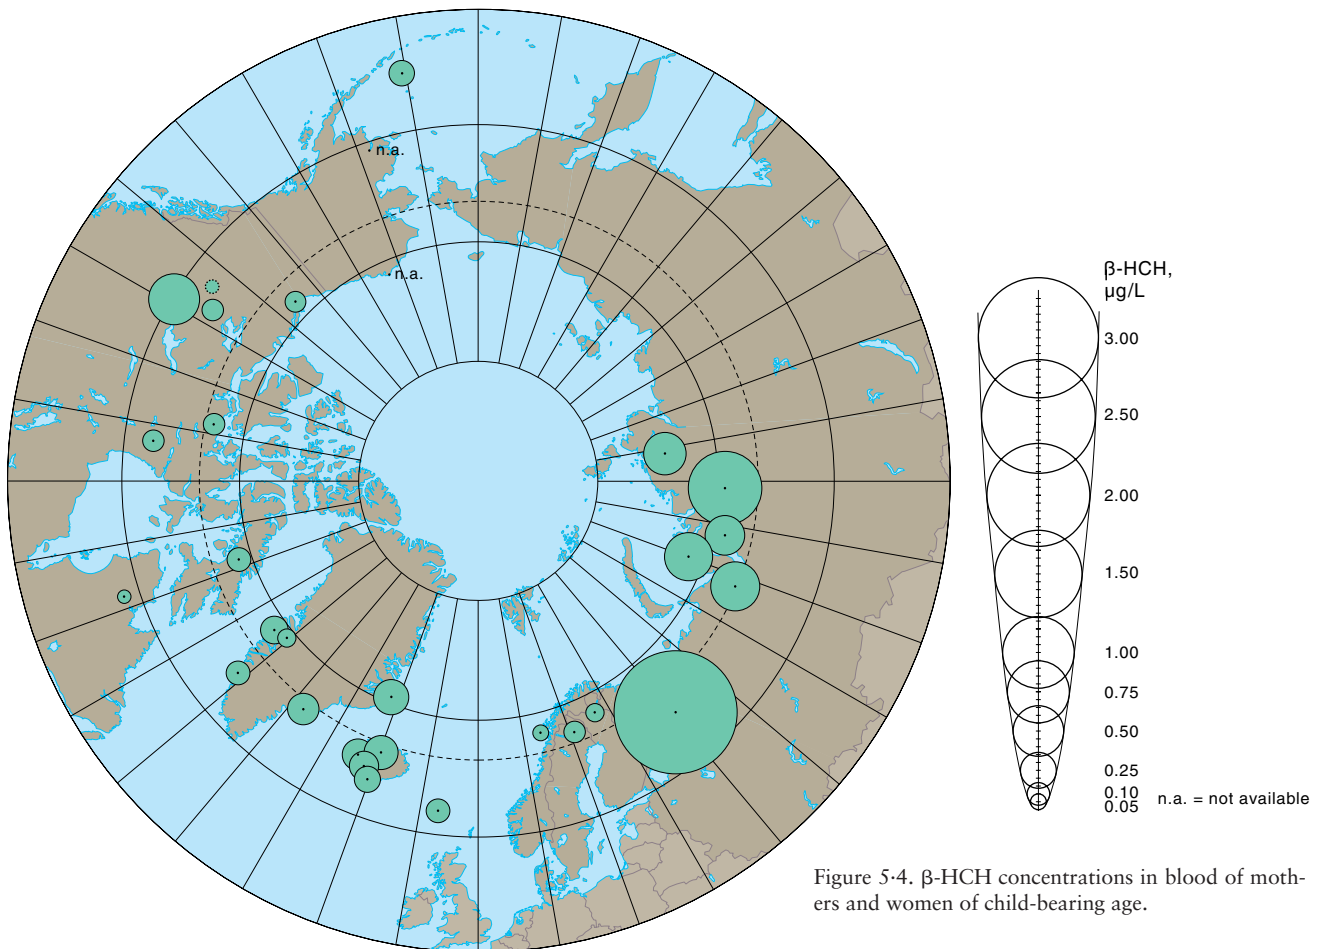 n.a.
n.a.
β-HCH,
µg/L
3.00
2.50
2.00
1.50
1.00
0.75
0.50
0.25
0.10
0.05
n.a. = not available
Figure 5·4. β-HCH concentrations in blood of moth-
ers and women of child-bearing age.